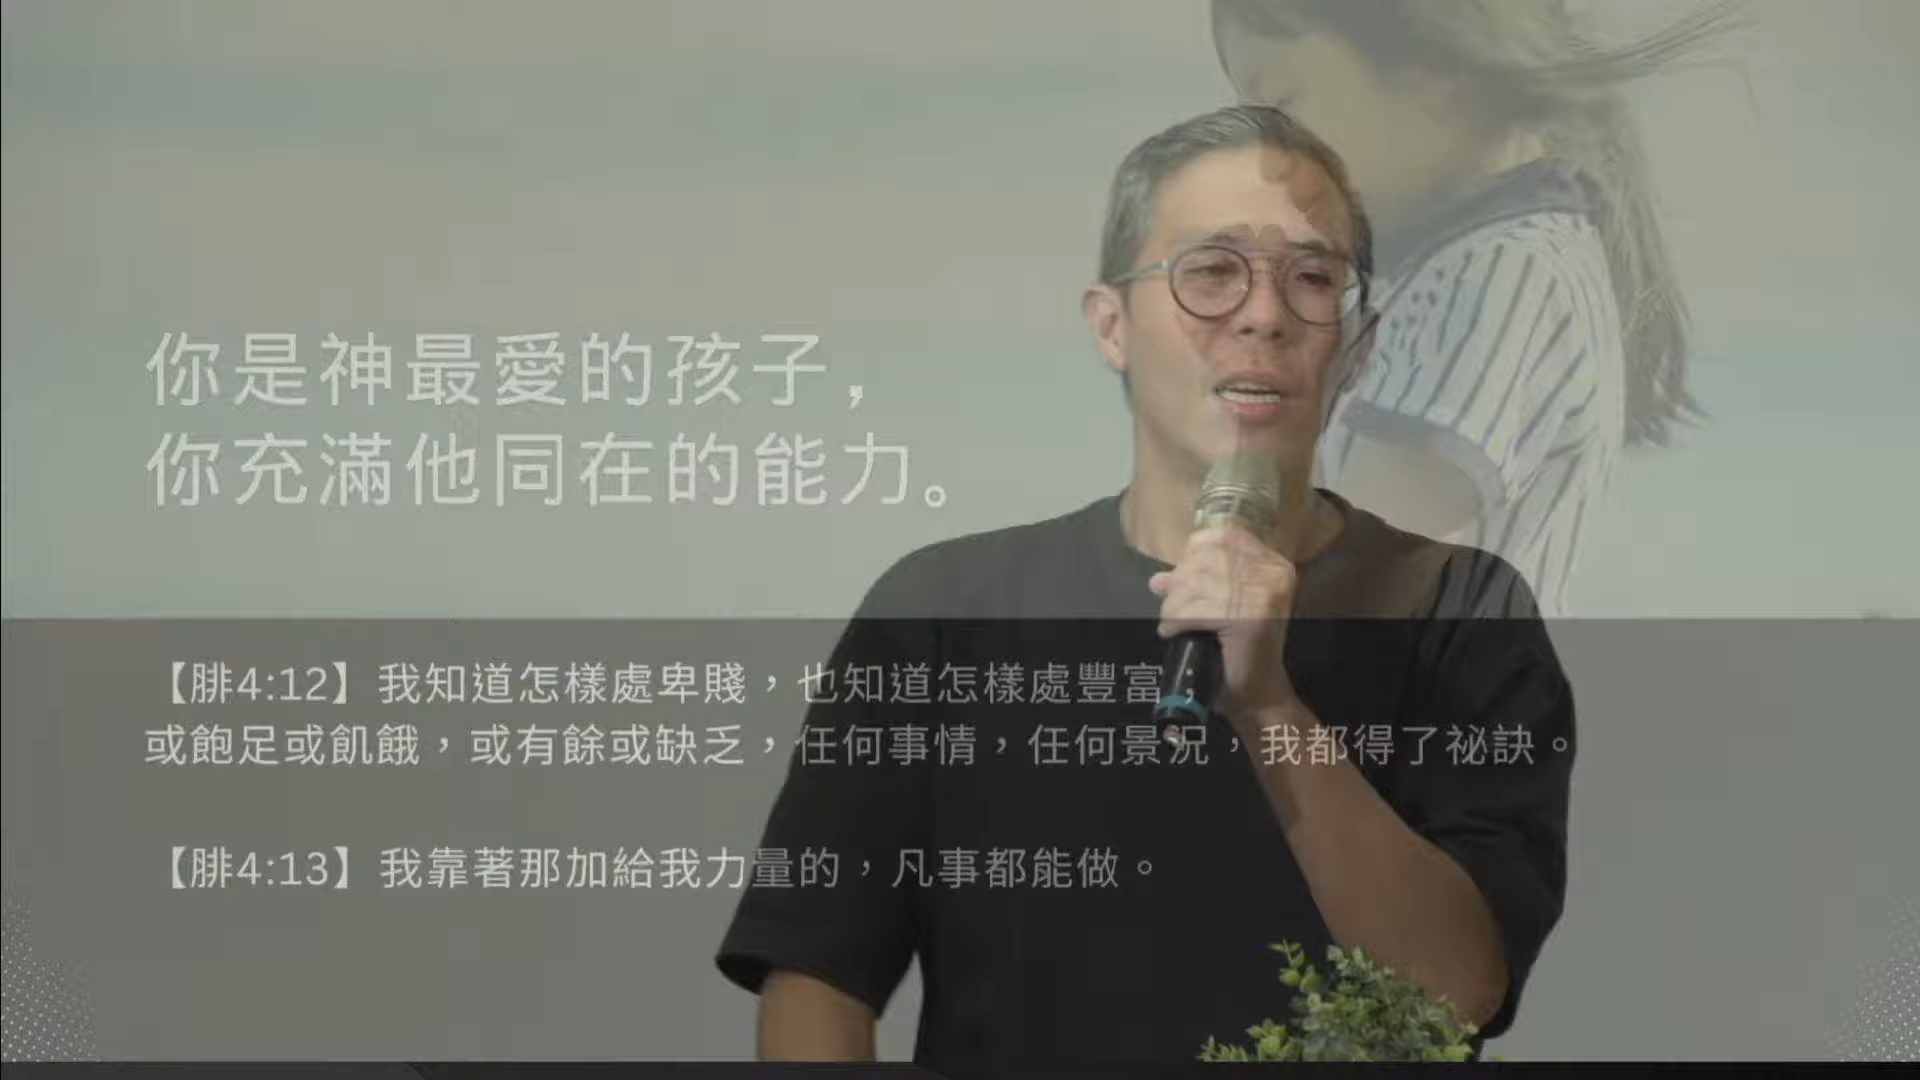 你是神最愛的孩子，
你充滿他同在的能力。
【腓4:12】我知道怎樣處卑賤，也知道怎樣處豐富；
或飽足或飢餓，或有餘或缺乏，任何事情，任何景況，我都得了祕訣。
【腓4:13】我靠著那加給我力量的，凡事都能做。